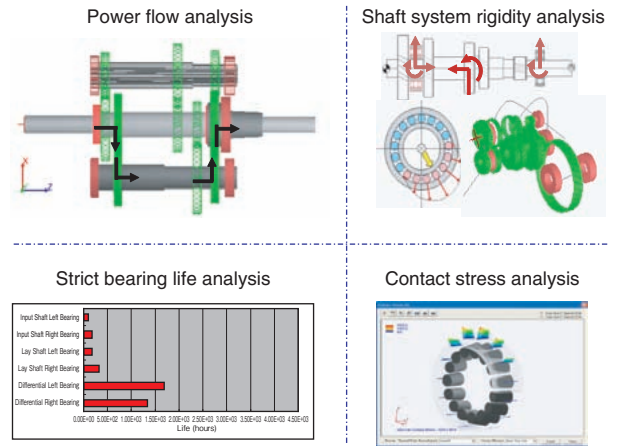 Power flow analysis
Shaft system rigidity analysis
X
Z
Strict bearing life analysis
Contact stress analysis
Input Shaft Left Bearing
Input Shaft Right Bearing
Lay Shaft Left Bearing
Lay Shaft Right Bearing
Differential Left Bearing
Differential Right Bearing
0.00E+00 5.00E+02 1.00E+03 1.50E+03 2.00E+03 2.50E+03 3.00E+03 3.50E+03 4.00E+03 4.50E+03
Life (hours)